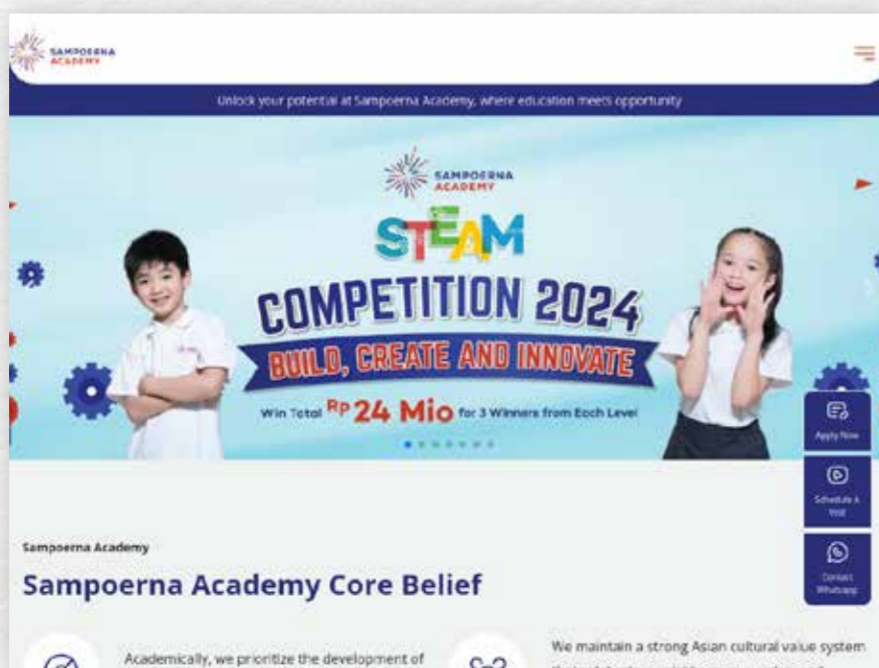 SAMPOERNA
ACADEMY
Unlock your potential at Sampoerna Academy, where education meets opportunity
SAMPOERNA
ACADEMY
STEAM
COMPETITION 2024
BUILD, CREATE AND INNOVATE
Win Total Rp 24 Mio for 3 Winners from Each Level
Apply Now
Schedule A
Visit
Contact
Whatsapp
Sampoerna Academy
Sampoerna Academy Core Belief
Academically, we prioritize the development of
We maintain a strong Asian cultural value system